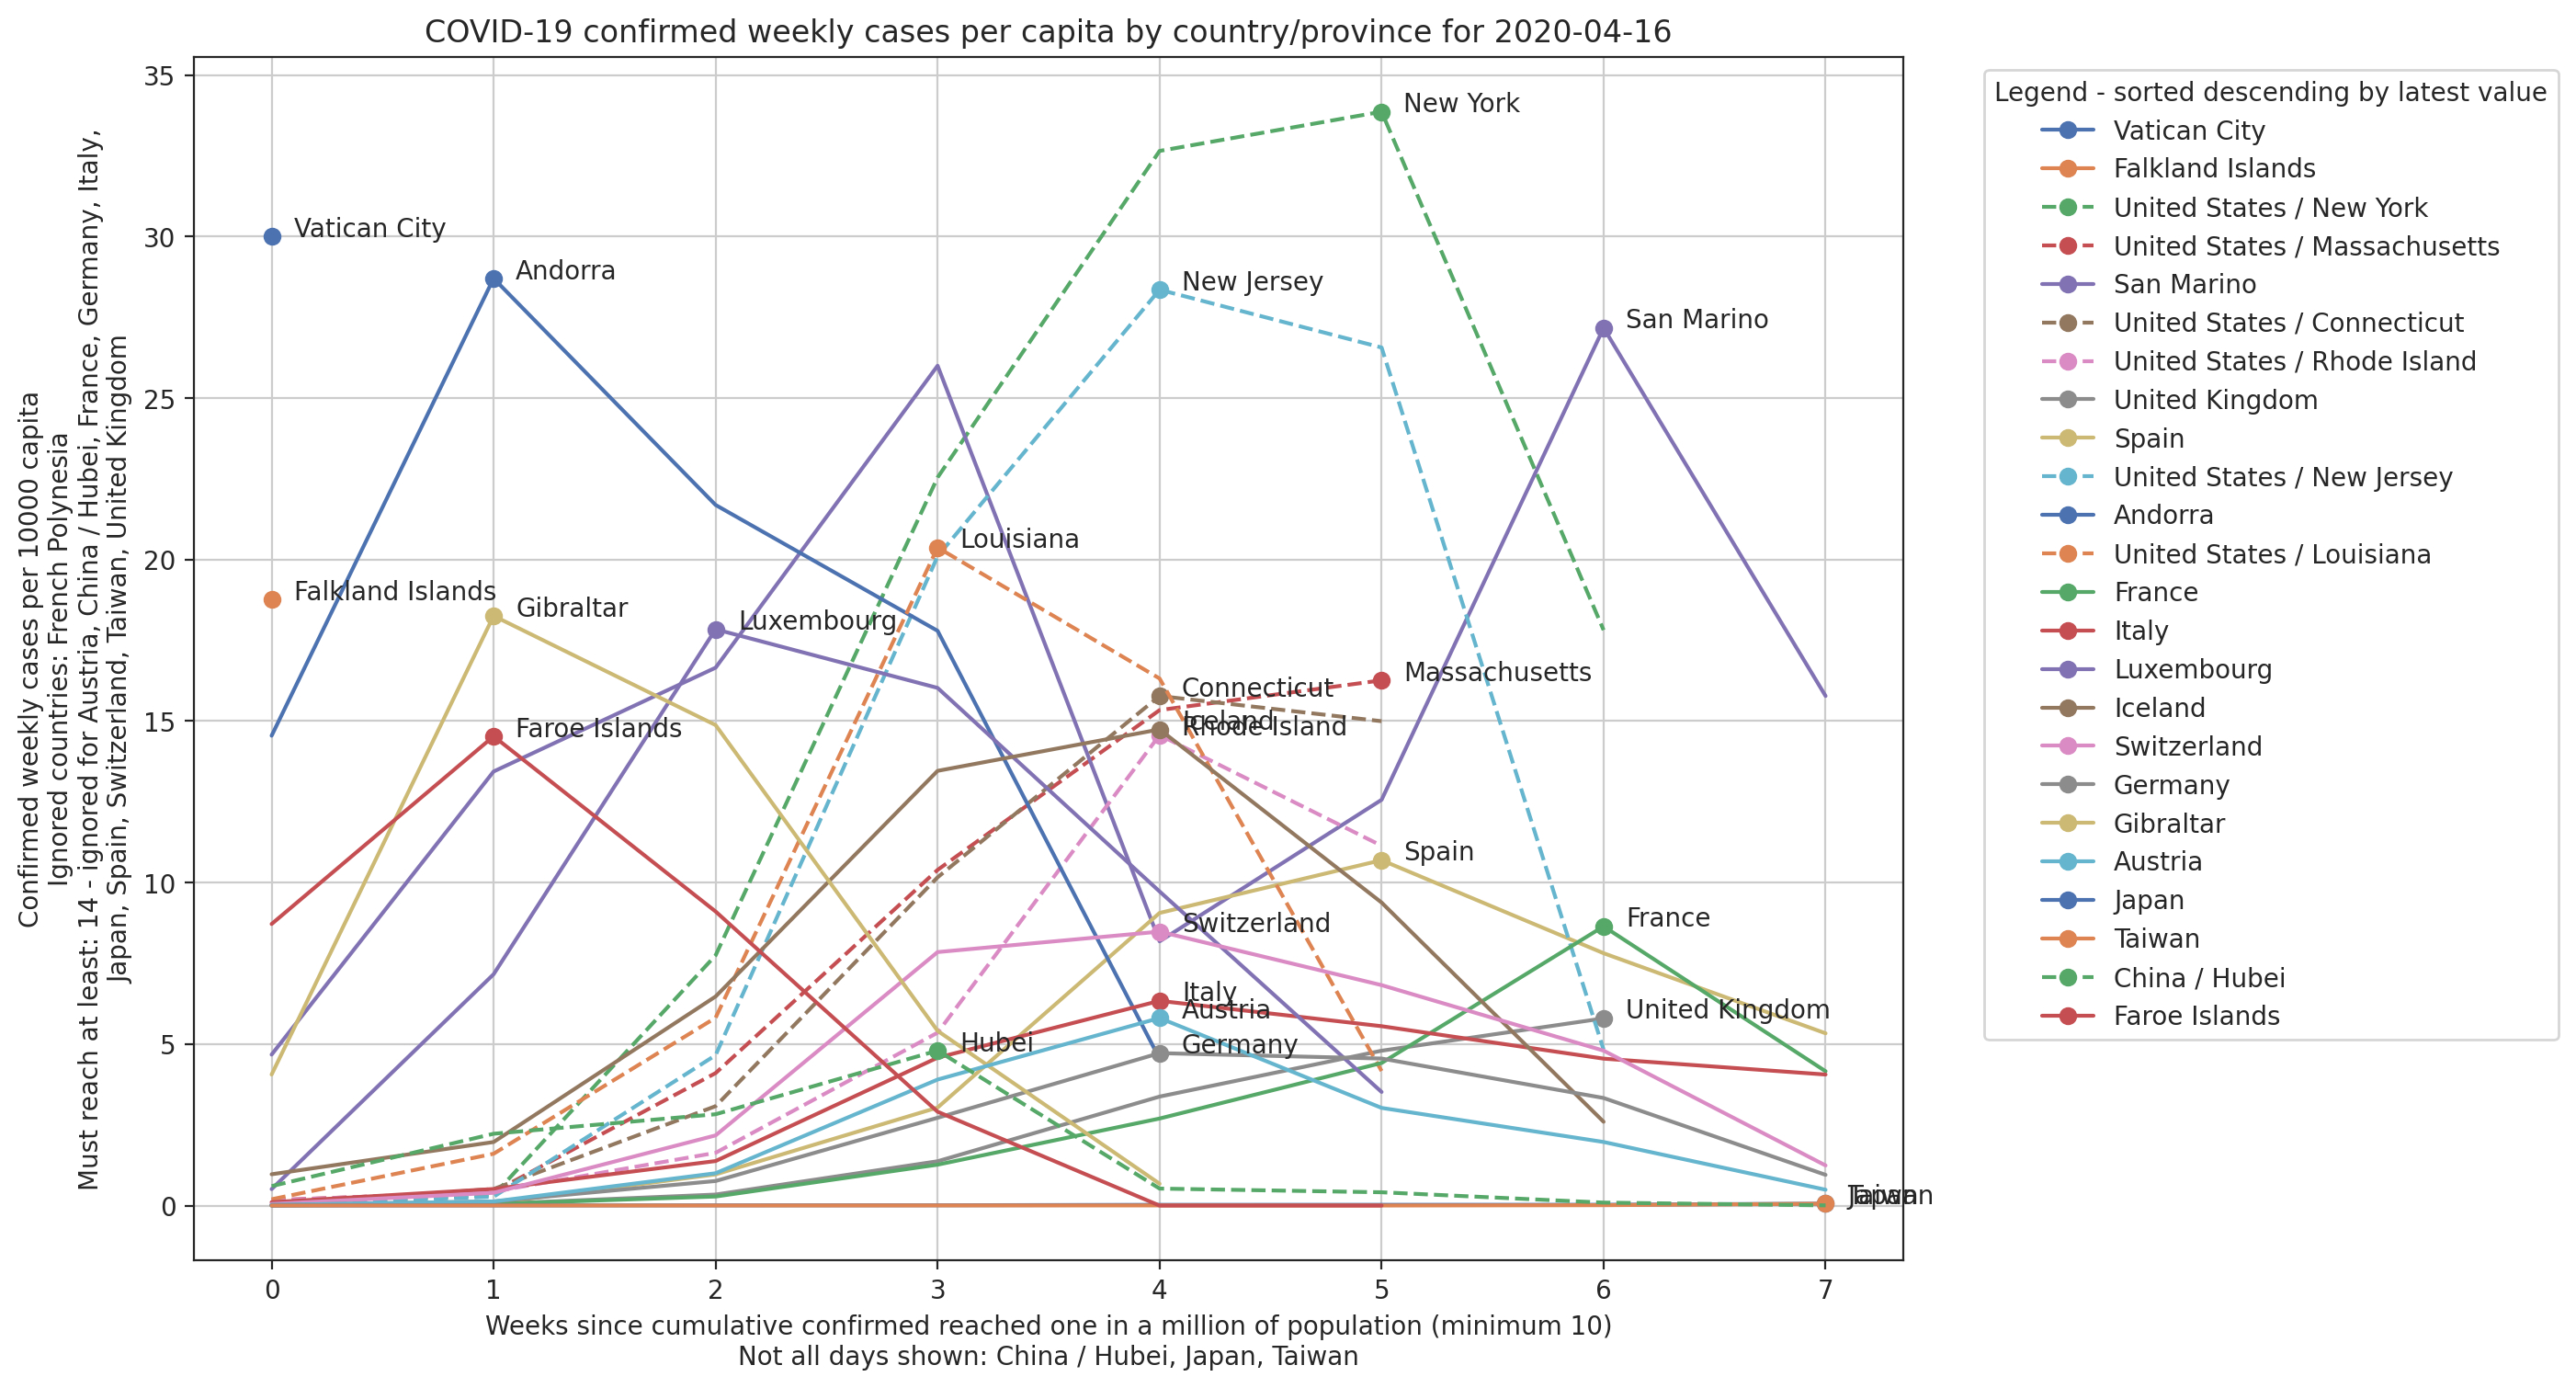 COVID-19 confirmed weekly cases per capita by country/province for 2020-04-16
Confirmed weekly cases per 10000 capita
Ignored countries: French Polynesia
Must reach at least: 14 - ignored for Austria, China / Hubei, France, Germany, Italy,
Japan, Spain, Switzerland, Taiwan, United Kingdom
35
30
25
20
15
10
5
0
New York
Vatican City
Andorra
New Jersey
San Marino
Louisiana
Falkland Islands
Gibraltar
Luxembourg
Massachusetts
Connecticut
Iceland
Rhode Island
Faroe Islands
Spain
France
Switzerland
Italy
Austria
United Kingdom
Hubei
Germany
Japan
Taiwan
0 1 2 3 4 5 6 7
Weeks since cumulative confirmed reached one in a million of population (minimum 10)
Not all days shown: China / Hubei, Japan, Taiwan
Legend - sorted descending by latest value
Vatican City
Falkland Islands
United States / New York
United States / Massachusetts
San Marino
United States / Connecticut
United States / Rhode Island
United Kingdom
Spain
United States / New Jersey
Andorra
United States / Louisiana
France
Italy
Luxembourg
Iceland
Switzerland
Germany
Gibraltar
Austria
Japan
Taiwan
China / Hubei
Faroe Islands